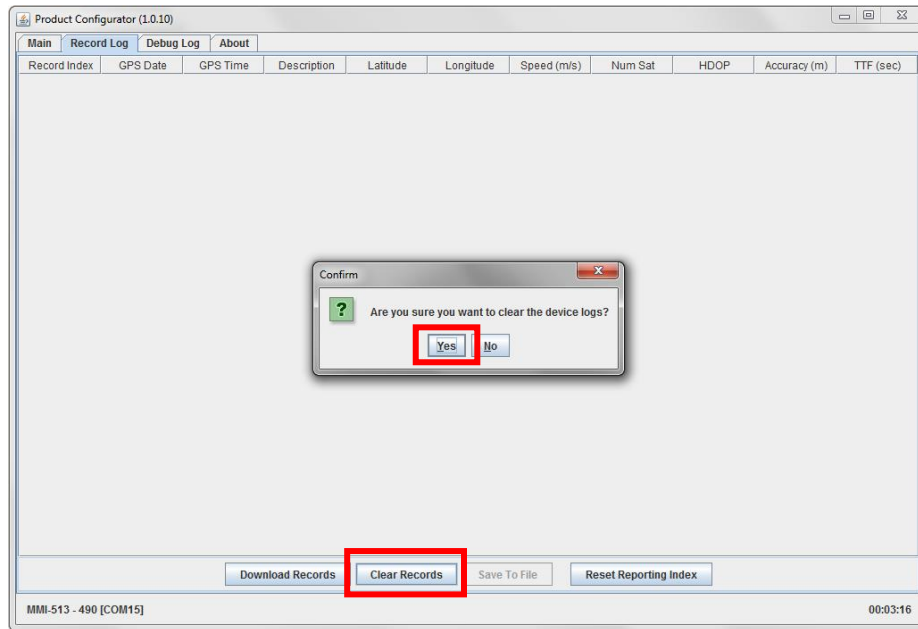 Product Configurator (1.0.10)
Main Record Log Debug Log About
Record Index GPS Date GPS Time Description Latitude Longitude Speed (m/s) Num Sat HDOP Accuracy (m) TTF (sec)
Confirm
?
Are you sure you want to clear the device logs?
Yes No
Download Records Clear Records Save To File Reset Reporting Index
MMI-513 - 490 [COM15] 00:03:16